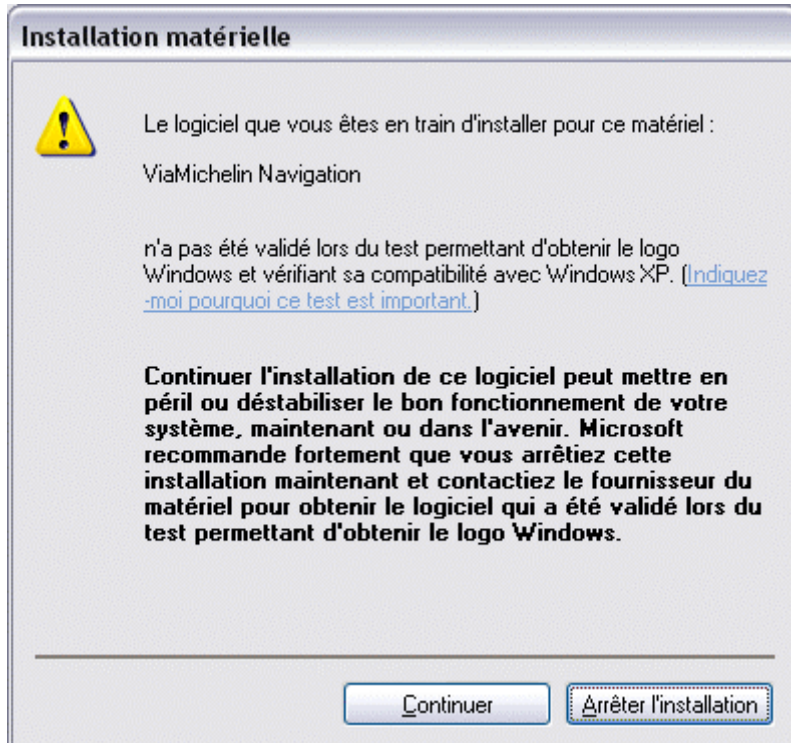 Installation matérielle
Le logiciel que vous êtes en train d'installer pour ce matériel :
ViaMichelin Navigation
n'a pas été validé lors du test permettant d'obtenir le logo
Windows et vérifiant sa compatibilité avec Windows XP. (Indiquez
-moi pourquoi ce test est important.)
Continuer l'installation de ce logiciel peut mettre en
péril ou déstabiliser le bon fonctionnement de votre
système, maintenant ou dans l'avenir. Microsoft
recommande fortement que vous arrêtiez cette
installation maintenant et contactiez le fournisseur du
matériel pour obtenir le logiciel qui a été validé lors du
test permettant d'obtenir le logo Windows.
Continuer
Arrêter l'installation